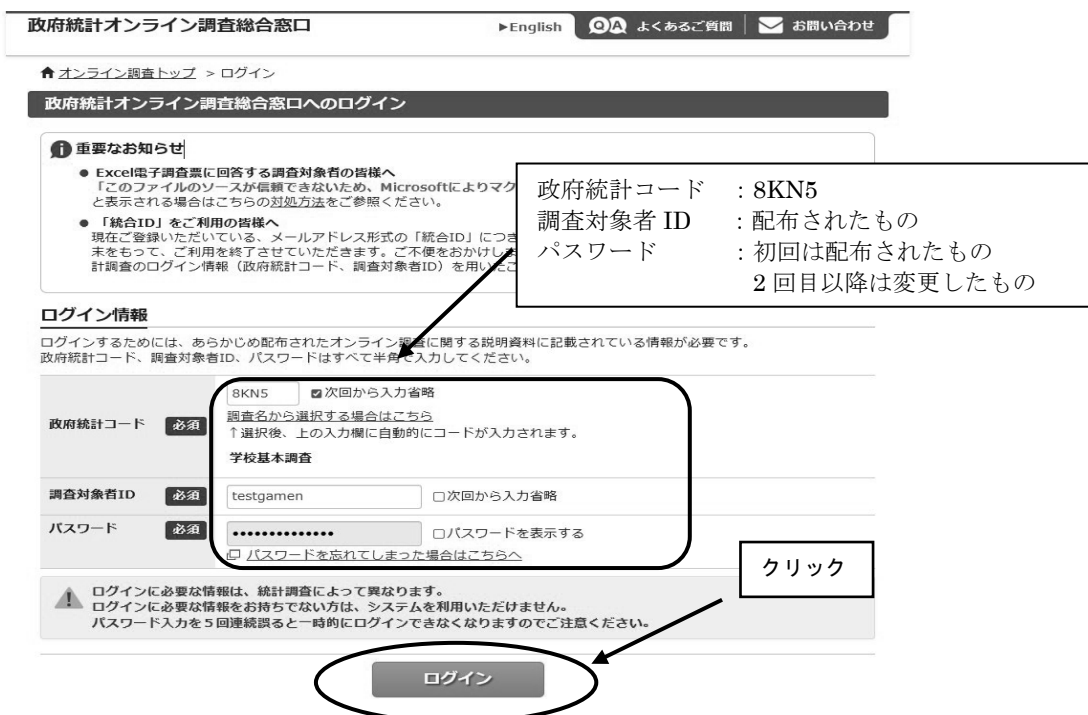 政府統計オンライン調査総合窓口
▶English
QA よくあるご質問
お問い合わせ
オンライン調査トップ > ログイン
政府統計オンライン調査総合窓口へのログイン
重要なお知らせ
● Excel電子調査票に回答する調査対象者の皆様へ
「このファイルのソースが信頼できないため、Microsoftによりマク
と表示される場合はこちらの対処方法をご参照ください。
● 「統合ID」をご利用の皆様へ
現在ご登録いただいている、メールアドレス形式の「統合ID」につき
末をもって、ご利用を終了させていただきます。ご不便をおかけしま
計調査のログイン情報（政府統計コード、調査対象者ID）を用いたこ
政府統計コード ：8KN5
調査対象者 ID ：配布されたもの
パスワード ：初回は配布されたもの
2 回目以降は変更したもの
ログイン情報
ログインするためには、あらかじめ配布されたオンライン調査に関する説明資料に記載されている情報が必要です。
政府統計コード、調査対象者ID、パスワードはすべて半角で入力してください。
政府統計コード 必須 8KN5 次回から入力省略
調査名から選択する場合はこちら
↑選択後、上の入力欄に自動的にコードが入力されます。
学校基本調査
調査対象者ID 必須 testgamen 次回から入力省略
パスワード 必須 •••••••••••••• パスワードを表示する
パスワードを忘れてしまった場合はこちらへ
クリック
ログインに必要な情報は、統計調査によって異なります。
ログインに必要な情報をお持ちでない方は、システムを利用いただけません。
パスワード入力を５回連続誤ると一時的にログインできなくなりますのでご注意ください。
ログイン